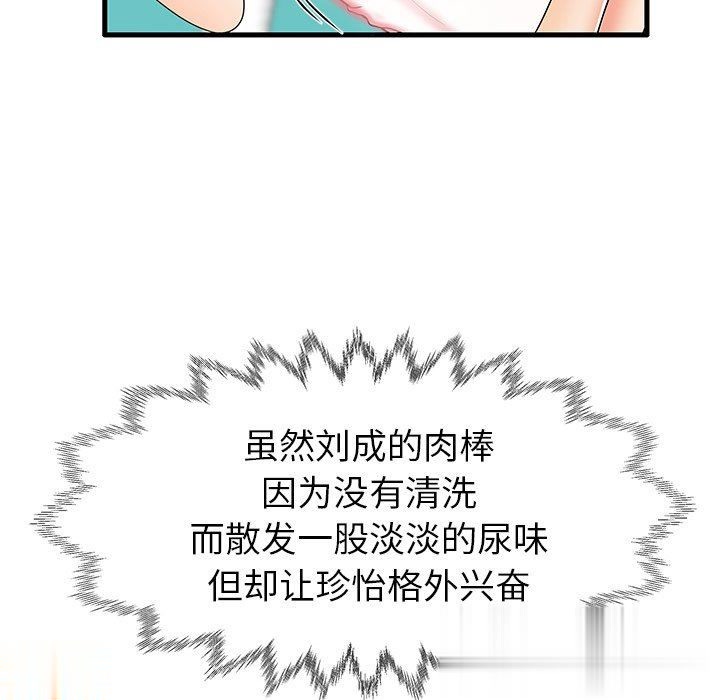 虽然刘成的肉棒
因为没有清洗
而散发一股淡淡的尿味
但却让珍怡格外兴奋